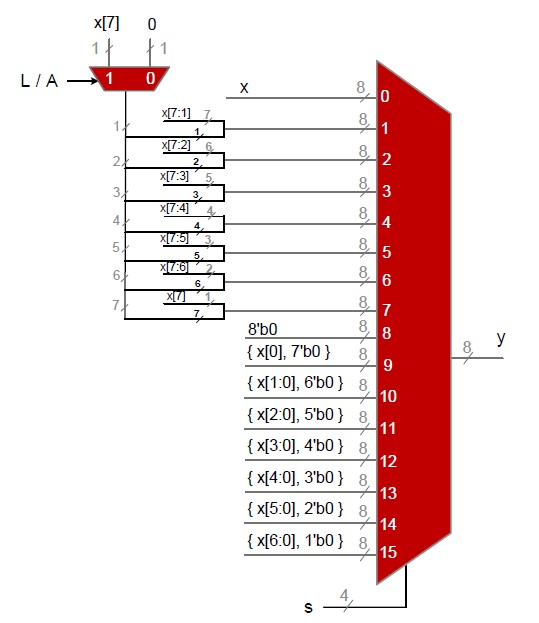 x[7] 0
1 1
L / A 1 0
x 8 0
x[7:1] 7 8
1 1 1
x[7:2] 6 8
2 2 2
x[7:3] 5 8
3 3 3
x[7:4] 4 8
4 4 4
x[7:5] 3 8
5 5 5
x[7:6] 2 8
6 6 6
x[7] 1 8
7 7 7
8'b0 8 8
{ x[0], 7'b0 } 8 9
{ x[1:0], 6'b0 } 8 10
{ x[2:0], 5'b0 } 8 11
{ x[3:0], 4'b0 } 8 12
{ x[4:0], 3'b0 } 8 13
{ x[5:0], 2'b0 } 8 14
{ x[6:0], 1'b0 } 8 15
y
8
s 4